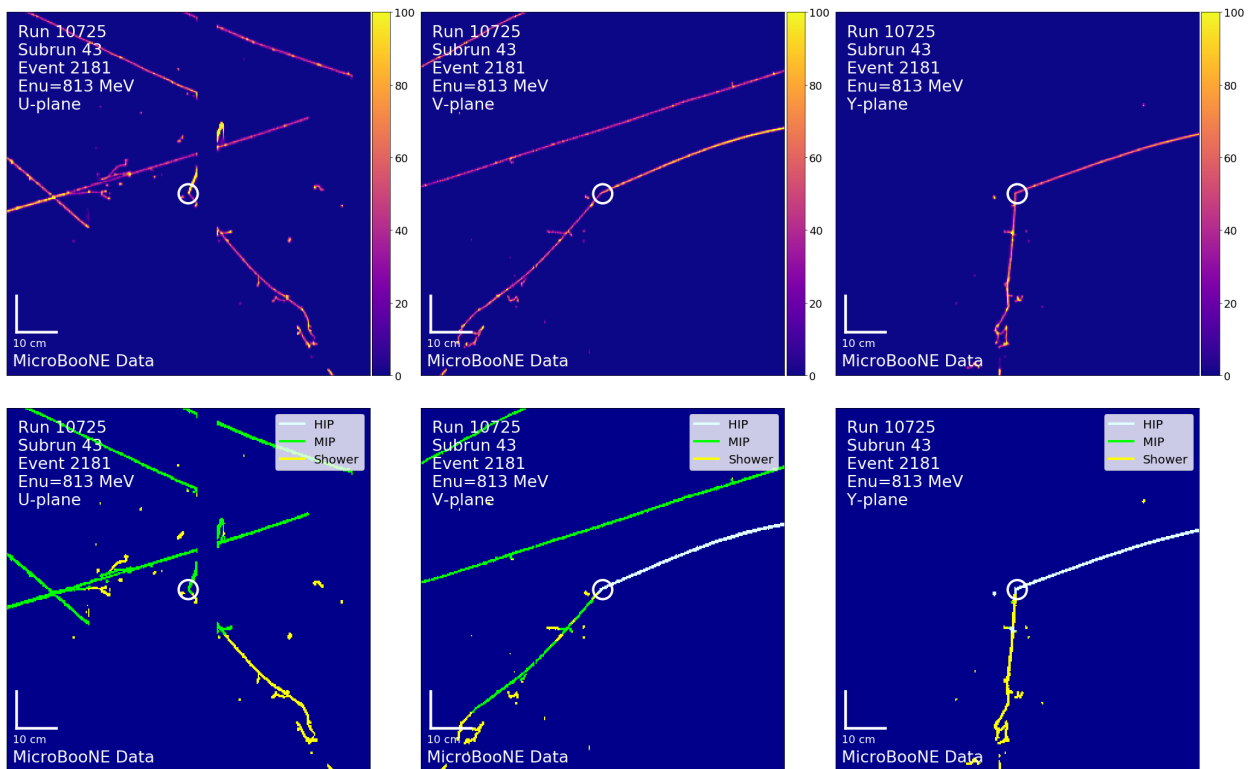 Run 10725
Subrun 43
Event 2181
Enu=813 MeV
U-plane
10 cm
MicroBooNE Data
100
80
60
40
20
0
Run 10725
Subrun 43
Event 2181
Enu=813 MeV
V-plane
10 cm
MicroBooNE Data
100
80
60
40
20
0
Run 10725
Subrun 43
Event 2181
Enu=813 MeV
Y-plane
10 cm
MicroBooNE Data
100
80
60
40
20
0
Run 10725
Subrun 43
Event 2181
Enu=813 MeV
U-plane
HIP
MIP
Shower
10 cm
MicroBooNE Data
Run 10725
Subrun 43
Event 2181
Enu=813 MeV
V-plane
HIP
MIP
Shower
10 cm
MicroBooNE Data
Run 10725
Subrun 43
Event 2181
Enu=813 MeV
Y-plane
HIP
MIP
Shower
10 cm
MicroBooNE Data